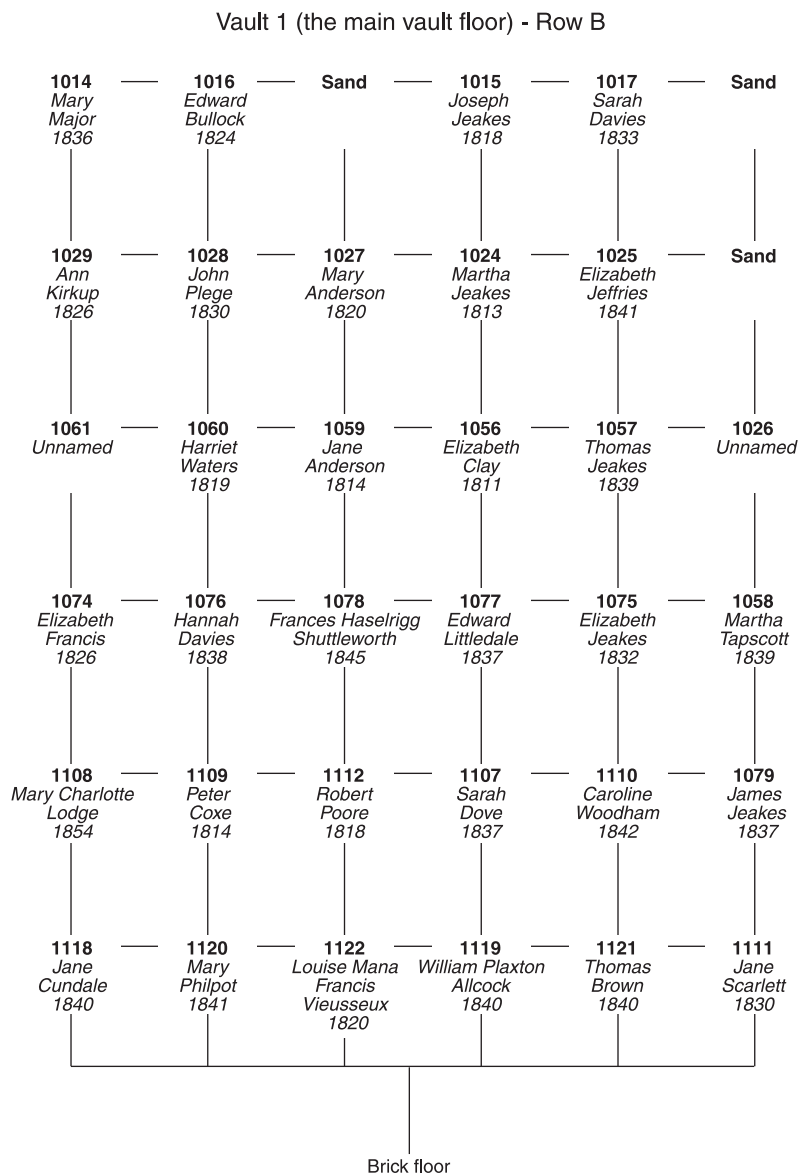 Vault 1 (the main vault floor) - Row B
1014 1016 Sand 1015 1017 Sand
Mary Edward Joseph Sarah
Major Bullock Jeakes Davies
1836 1824 1818 1833
1029 1028 1027 1024 1025 Sand
Ann John Mary Martha Elizabeth
Kirkup Plege Anderson Jeakes Jeffries
1826 1830 1820 1813 1841
1061 1060 1059 1056 1057 1026
Unnamed Harriet Jane Elizabeth Thomas Unnamed
Waters Anderson Clay Jeakes
1819 1814 1811 1839
1074 1076 1078 1077 1075 1058
Elizabeth Hannah Frances Haselrigg Edward Elizabeth Martha
Francis Davies Shuttleworth Littledale Jeakes Tapscott
1826 1838 1845 1837 1832 1839
1108 1109 1112 1107 1110 1079
Mary Charlotte Peter Robert Sarah Caroline James
Lodge Coxe Poore Dove Woodham Jeakes
1854 1814 1818 1837 1842 1837
1118 1120 1122 1119 1121 1111
Jane Mary Louise Mana William Plaxton Thomas Jane
Cundale Philpot Francis Allcock Brown Scarlett
1840 1841 Vieusseux 1840 1840 1830
1820
Brick floor